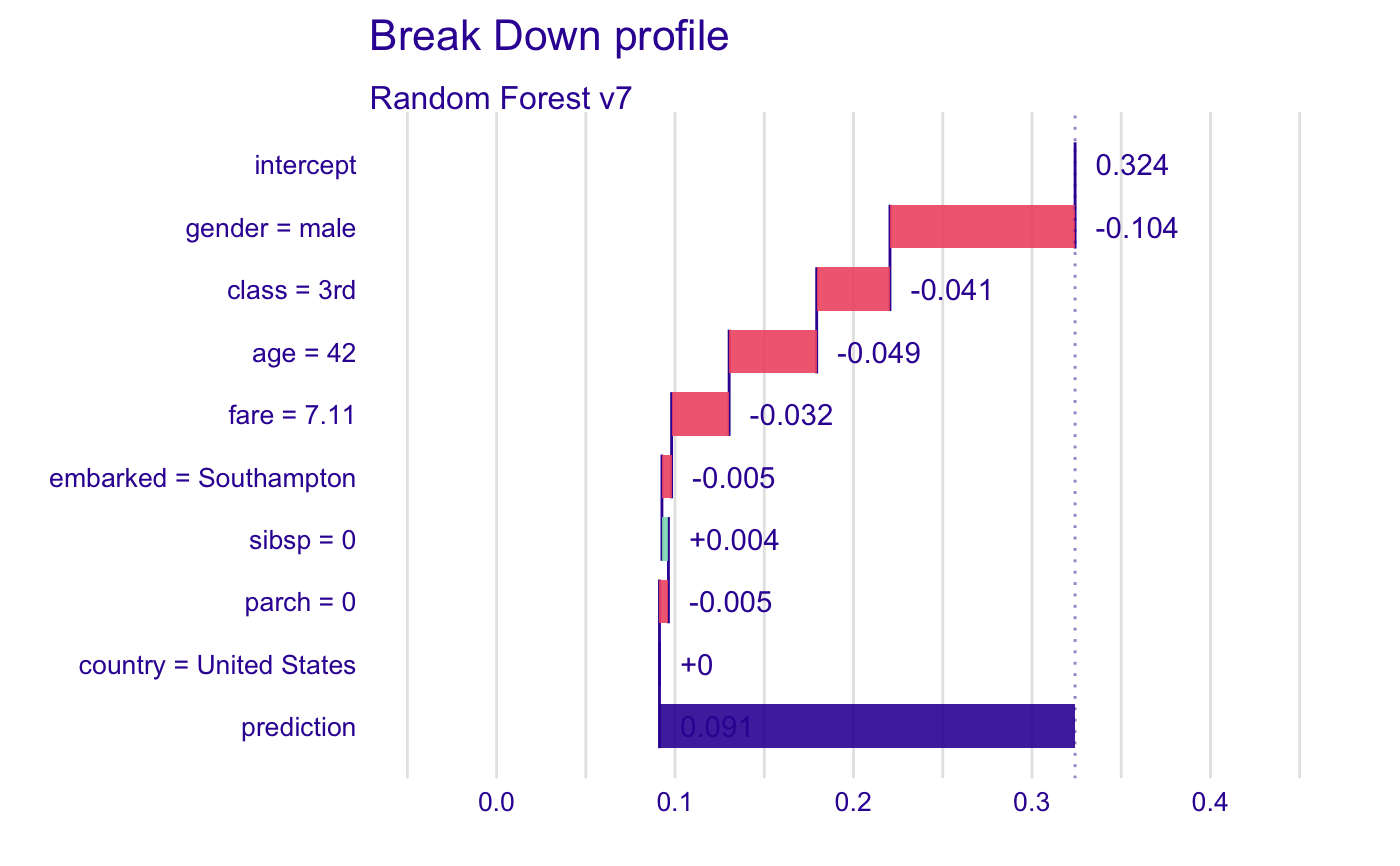 Break Down profile
Random Forest v7
intercept 0.324
gender = male -0.104
class = 3rd -0.041
age = 42 -0.049
fare = 7.11 -0.032
embarked = Southampton -0.005
sibsp = 0 +0.004
parch = 0 -0.005
country = United States +0
prediction 0.091
0.0 0.1 0.2 0.3 0.4